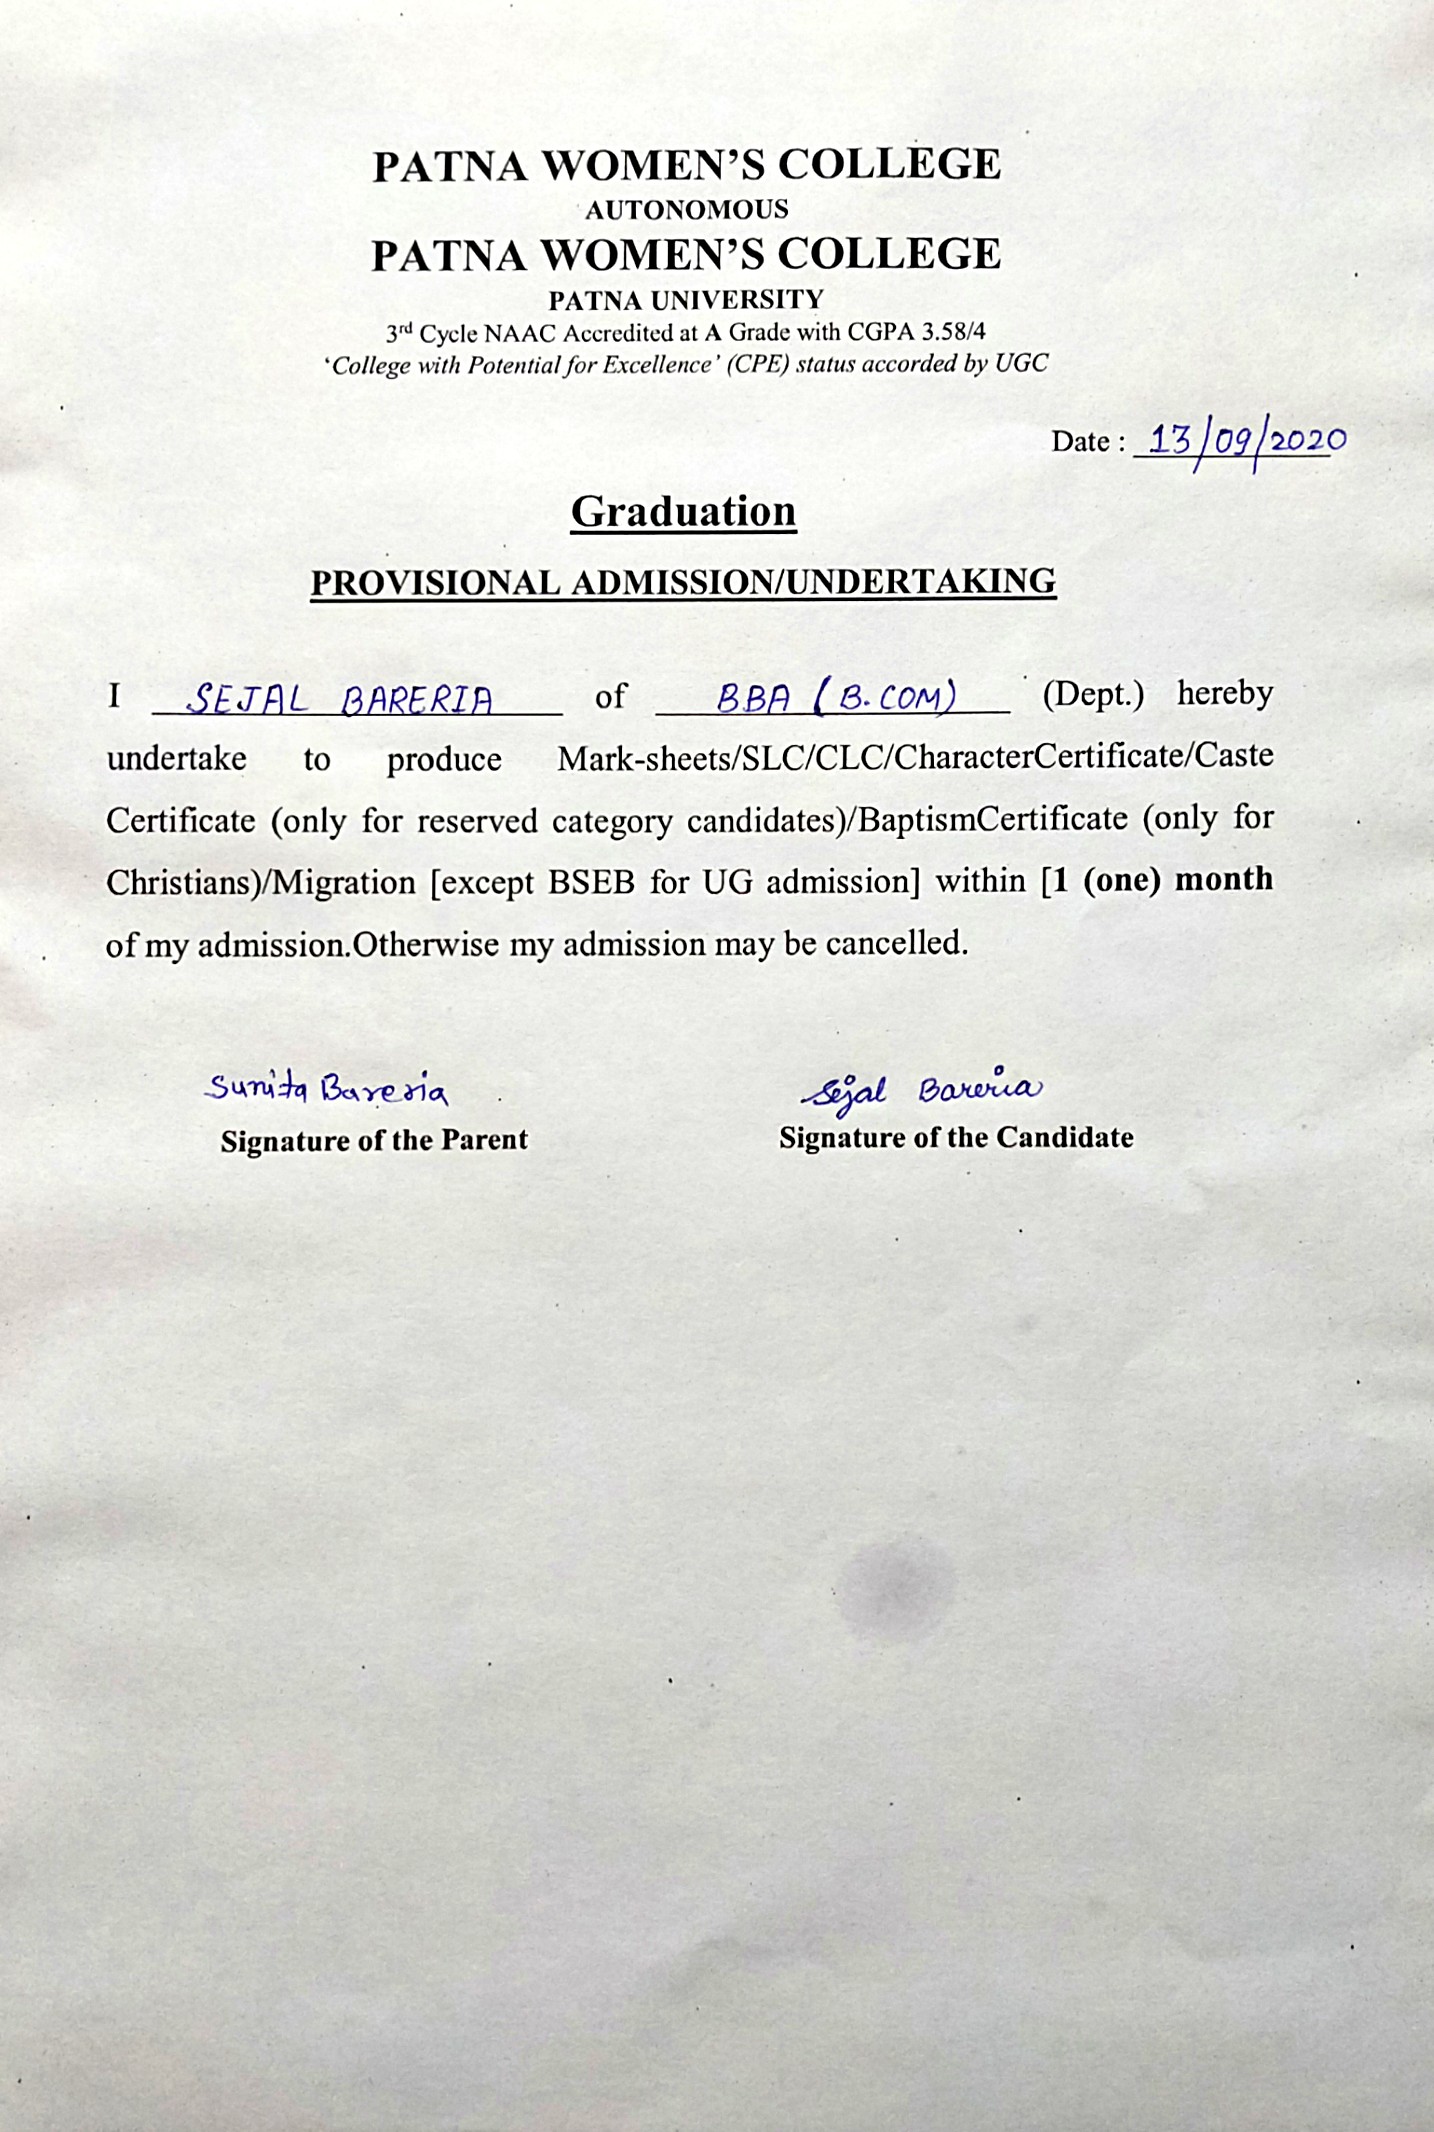 PATNA WOMEN'S COLLEGE
AUTONOMOUS
PATNA WOMEN'S COLLEGE
PATNA UNIVERSITY
3rd Cycle NAAC Accredited at A Grade with CGPA 3.58/4
'College with Potential for Excellence' (CPE) status accorded by UGC
Date : 13/09/2020
Graduation
PROVISIONAL ADMISSION/UNDERTAKING
I SEJAL BARERIA of BBA (B.COM) (Dept.) hereby
undertake to produce Mark-sheets/SLC/CLC/CharacterCertificate/Caste
Certificate (only for reserved category candidates)/BaptismCertificate (only for
Christians)/Migration [except BSEB for UG admission] within [1 (one) month
of my admission.Otherwise my admission may be cancelled.
Sunita Bareria Sejal Bareria
Signature of the Parent Signature of the Candidate